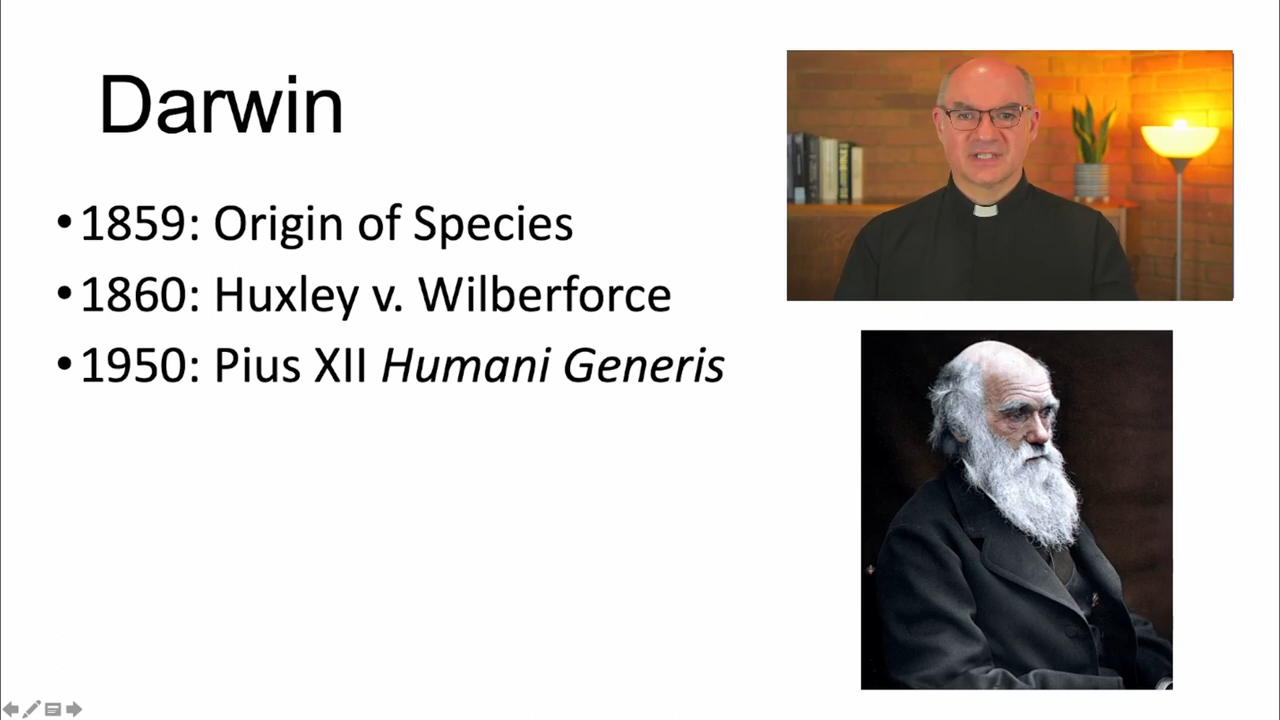 Darwin
•1859: Origin of Species
•1860: Huxley v. Wilberforce
•1950: Pius XII Humani Generis